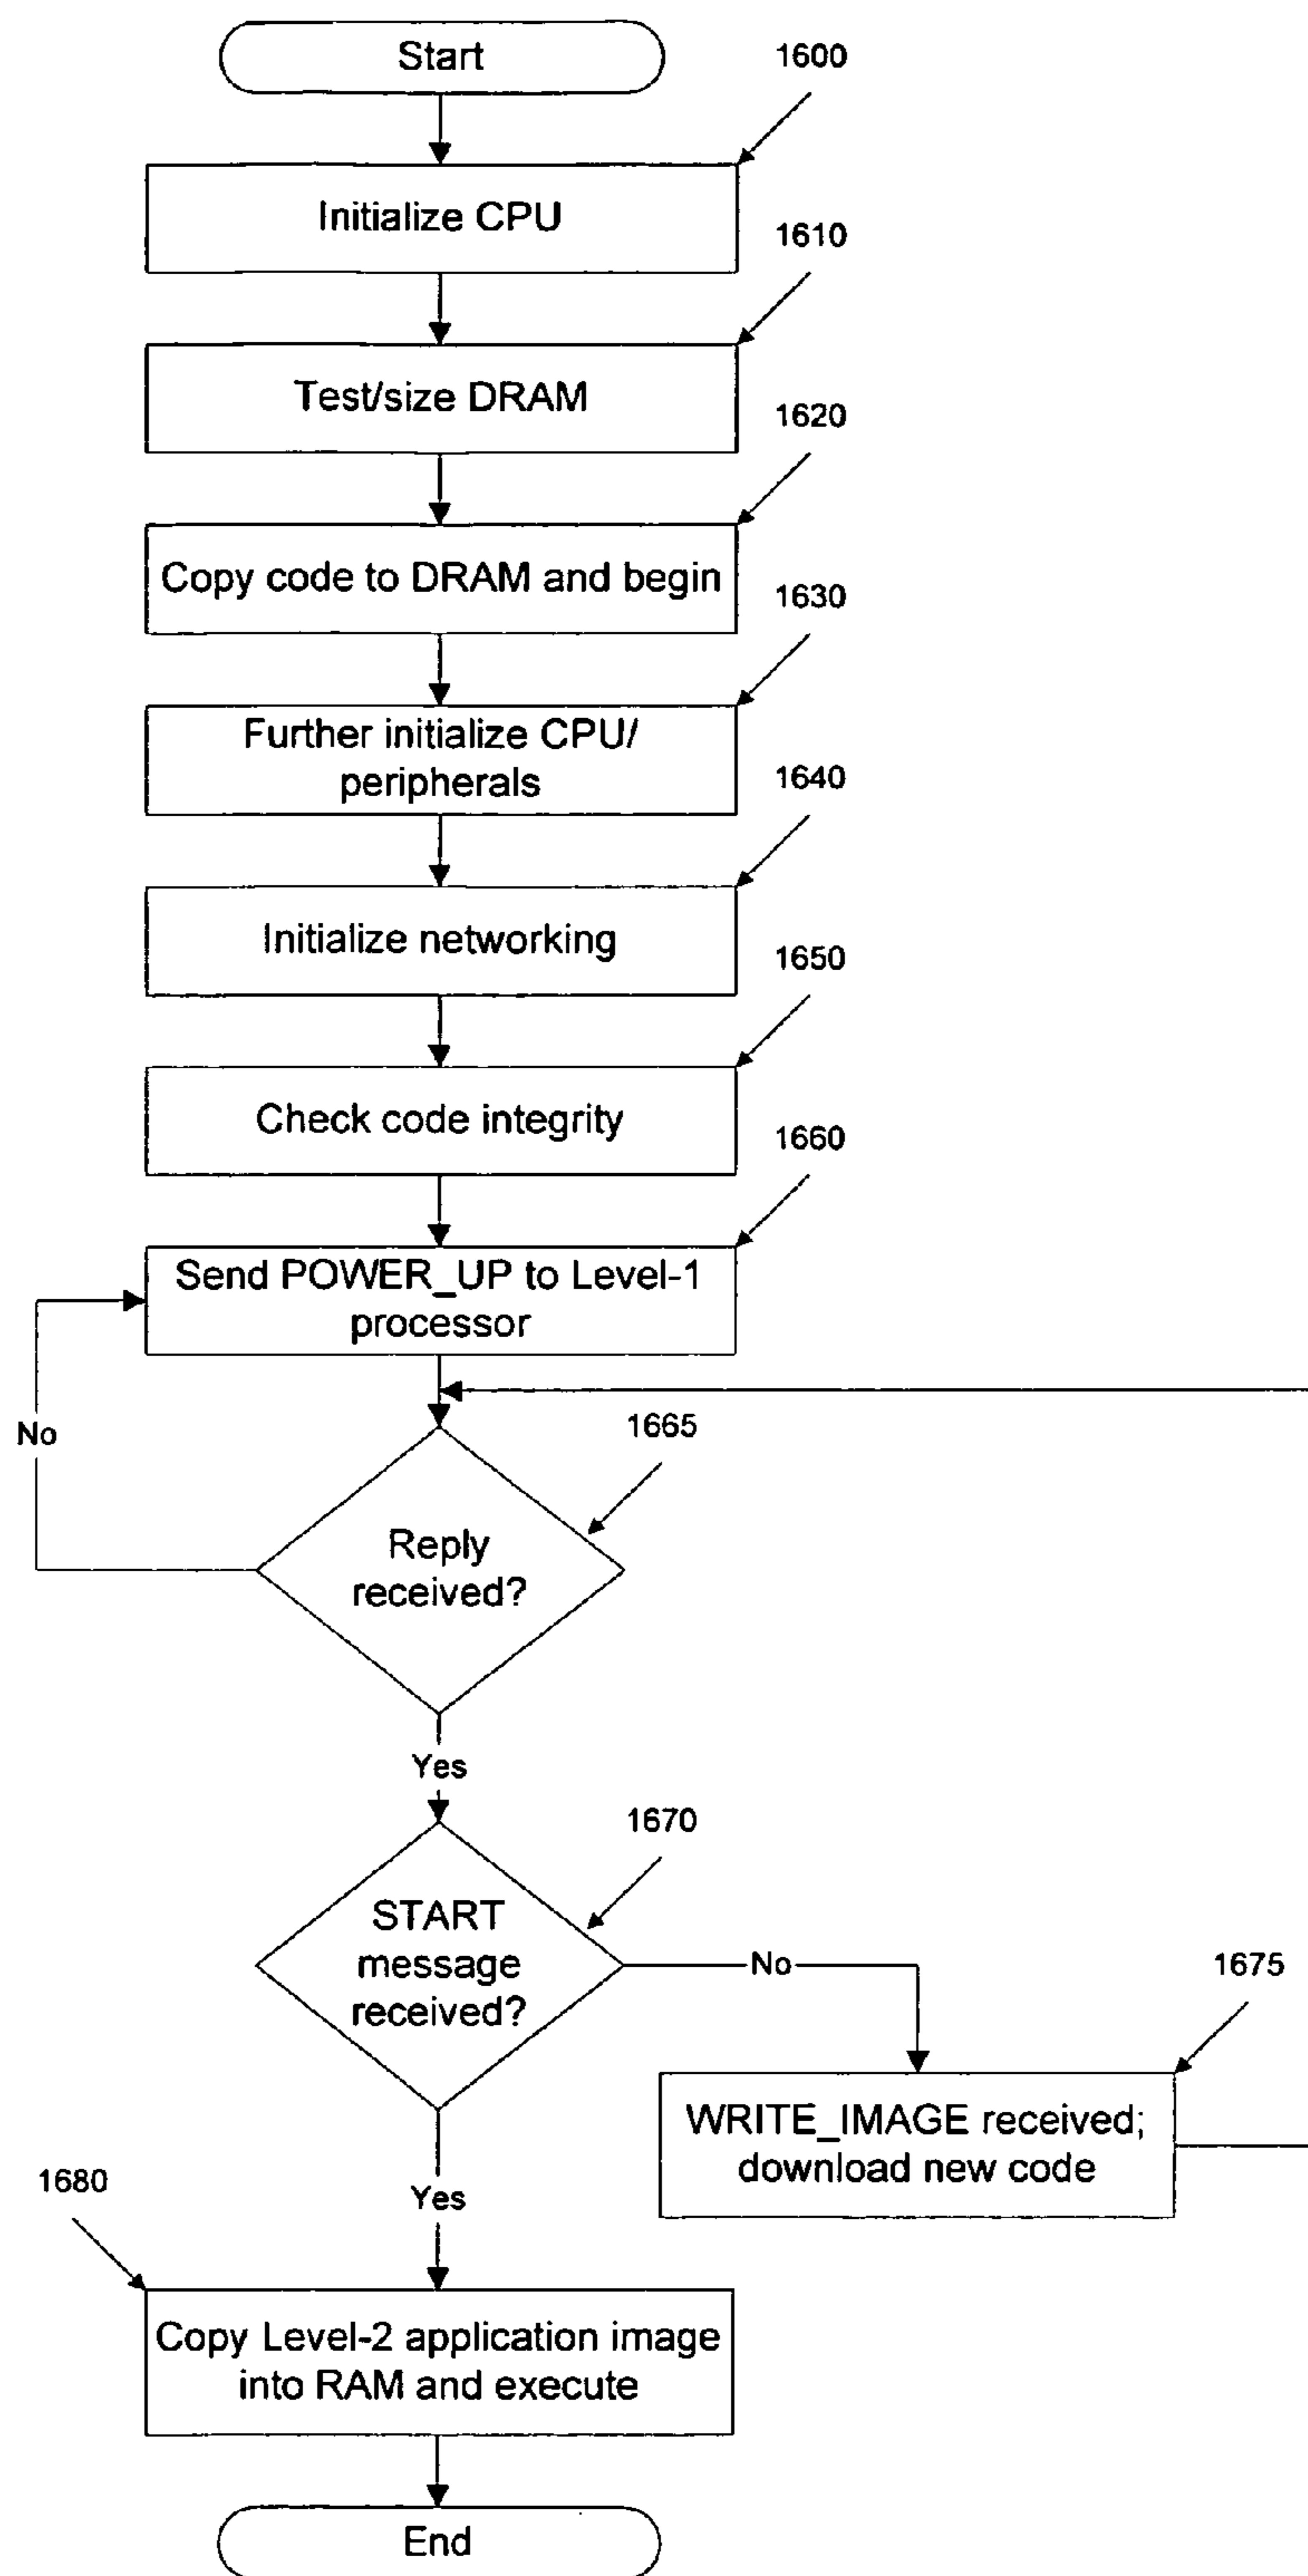 Start
1600
Initialize CPU
1610
Test/size DRAM
1620
Copy code to DRAM and begin
1630
Further initialize CPU/
peripherals
1640
Initialize networking
1650
Check code integrity
1660
Send POWER_UP to Level-1
processor
No
1665
Reply
received?
Yes
1670
START
message
received?
No
1675
WRITE_IMAGE received;
download new code
Yes
1680
Copy Level-2 application image
into RAM and execute
End